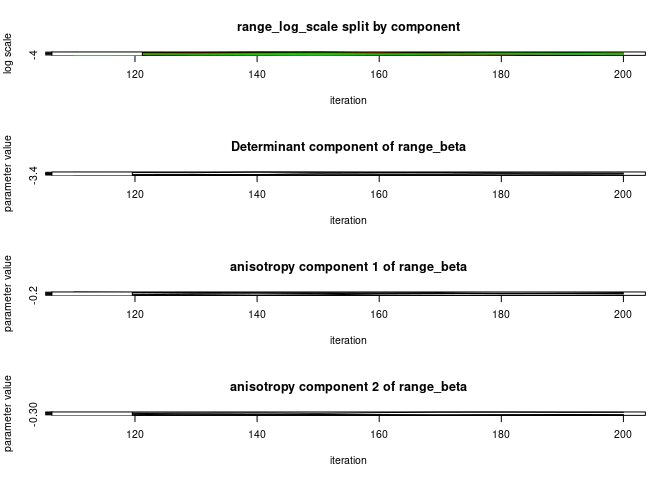 range_log_scale split by component
log scale
-4
120 140 160 180 200
iteration
Determinant component of range_beta
parameter value
-3.4
120 140 160 180 200
iteration
anisotropy component 1 of range_beta
parameter value
-0.2
120 140 160 180 200
iteration
anisotropy component 2 of range_beta
parameter value
-0.30
120 140 160 180 200
iteration